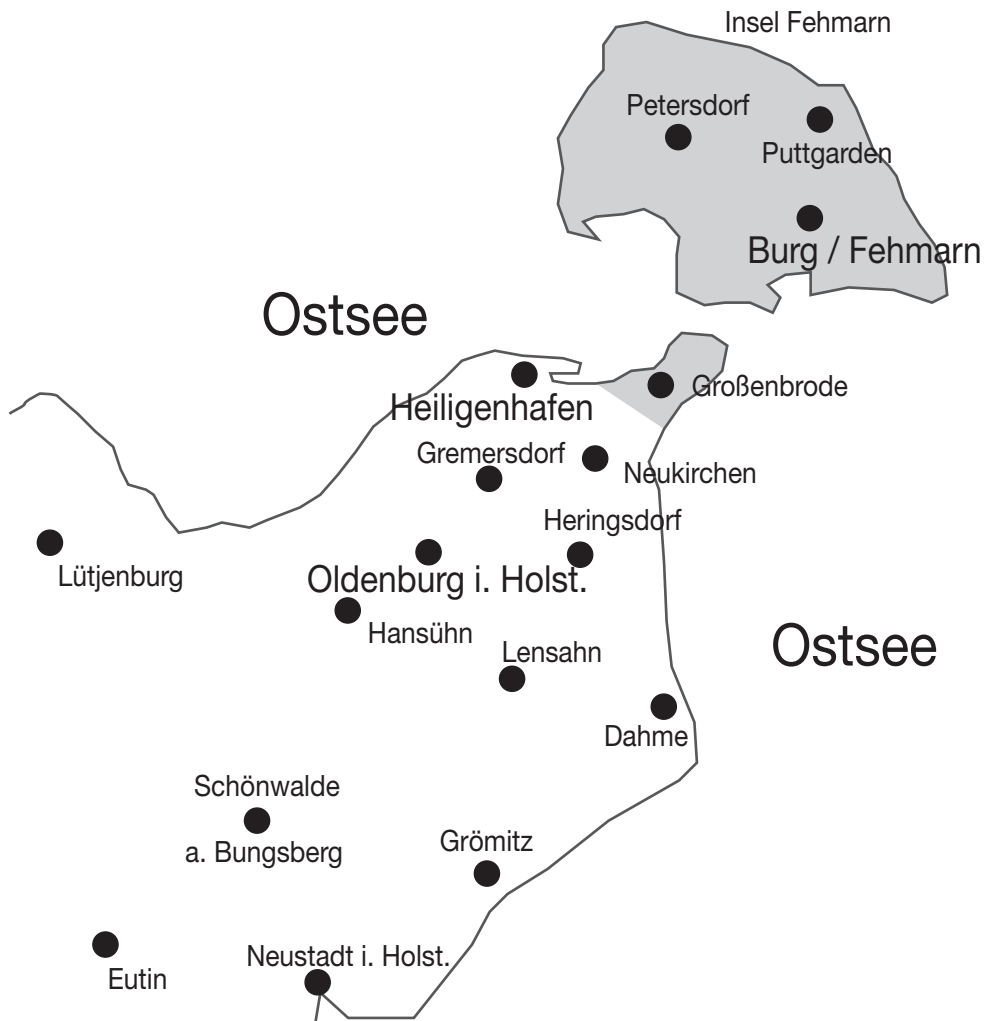 Insel Fehmarn
Petersdorf
Puttgarden
Burg / Fehmarn
Ostsee
Großenbrode
Heiligenhafen
Gremersdorf
Neukirchen
Heringsdorf
Lütjenburg
Oldenburg i. Holst.
Hansühn
Ostsee
Lensahn
Dahme
Schönwalde
a. Bungsberg
Grömitz
Neustadt i. Holst.
Eutin